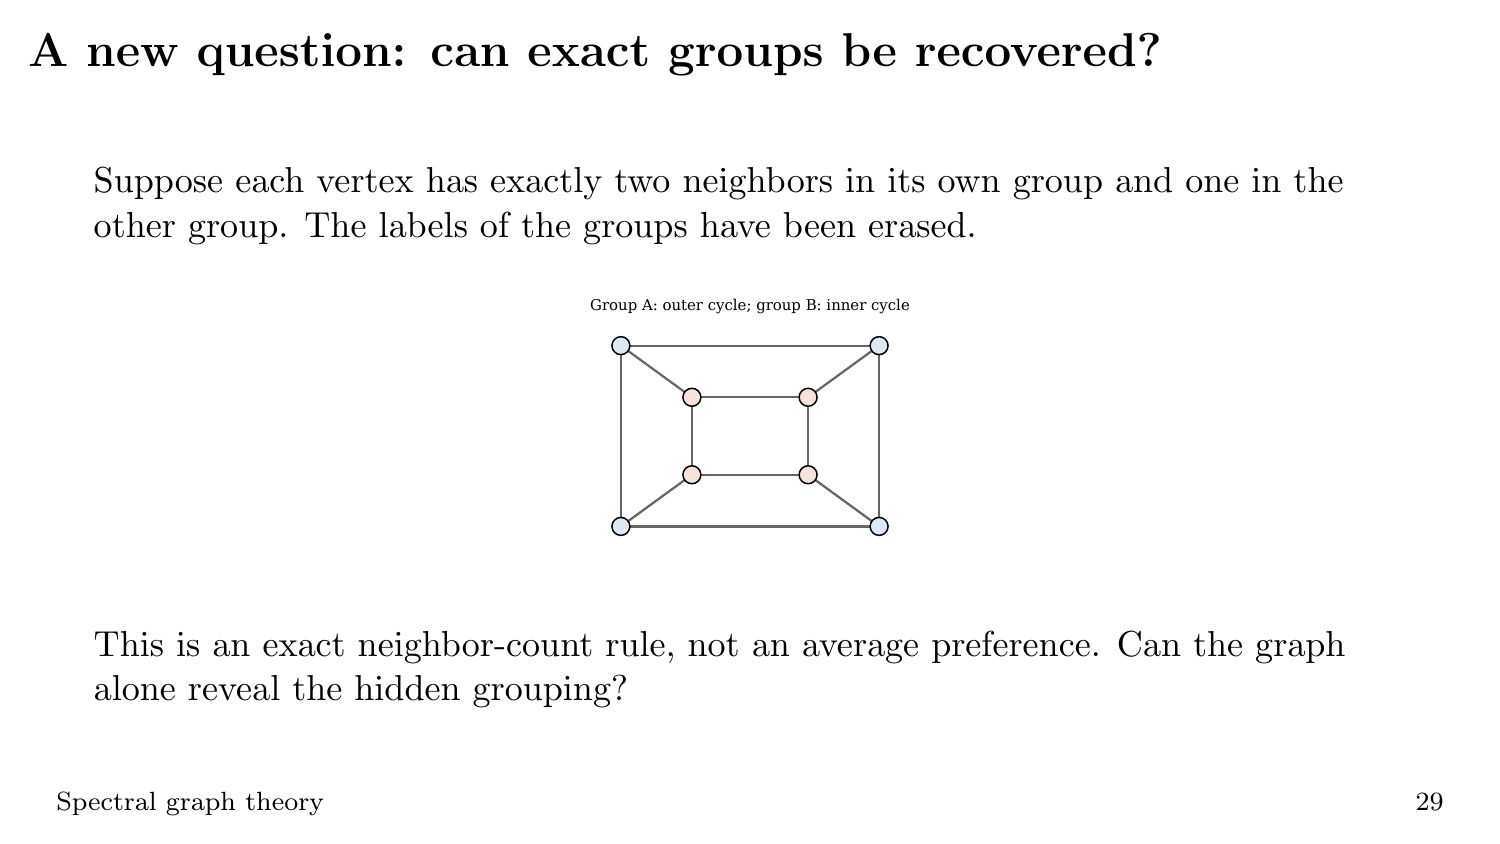 A new question: can exact groups be recovered?
Suppose each vertex has exactly two neighbors in its own group and one in the
other group. The labels of the groups have been erased.
Group A: outer cycle; group B: inner cycle
This is an exact neighbor-count rule, not an average preference. Can the graph
alone reveal the hidden grouping?
Spectral graph theory
29